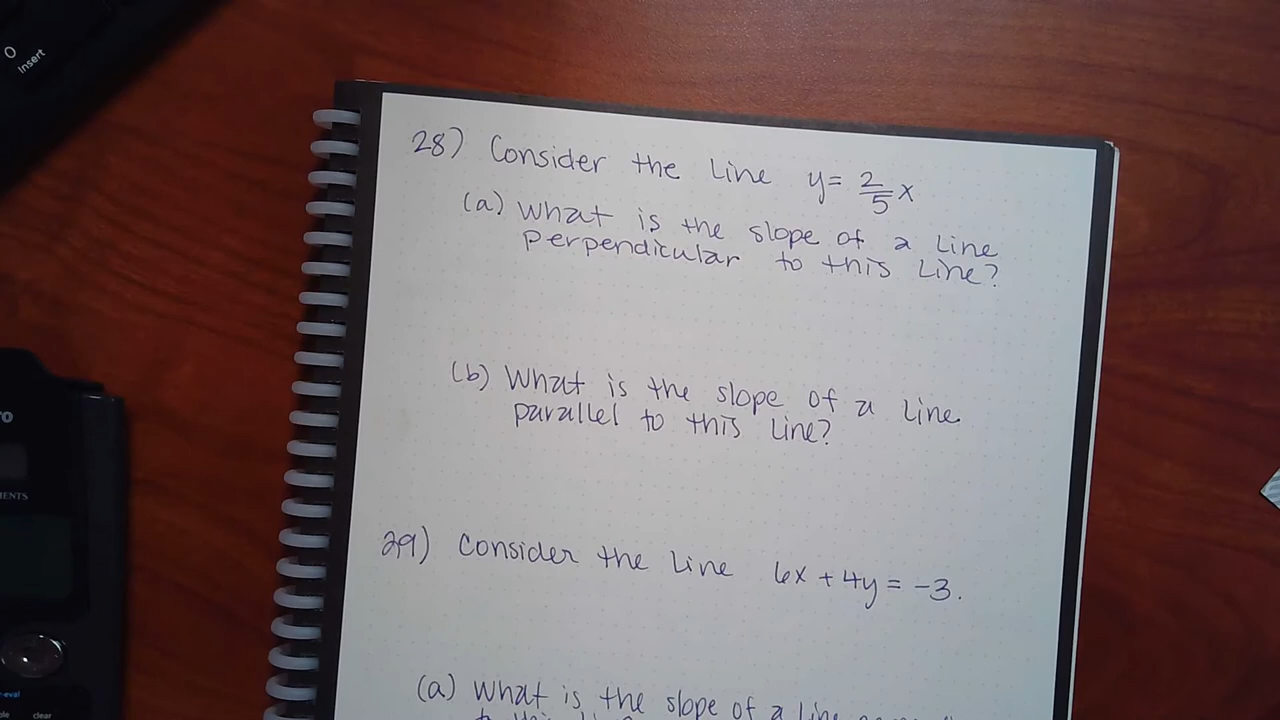 0
Insert
28) Consider the line y= 2/5 x
(a) What is the slope of a line
perpendicular to this line?
(b) What is the slope of a line
parallel to this line?
29) Consider the line 6x + 4y = -3.
(a) What is the slope of a line
clear